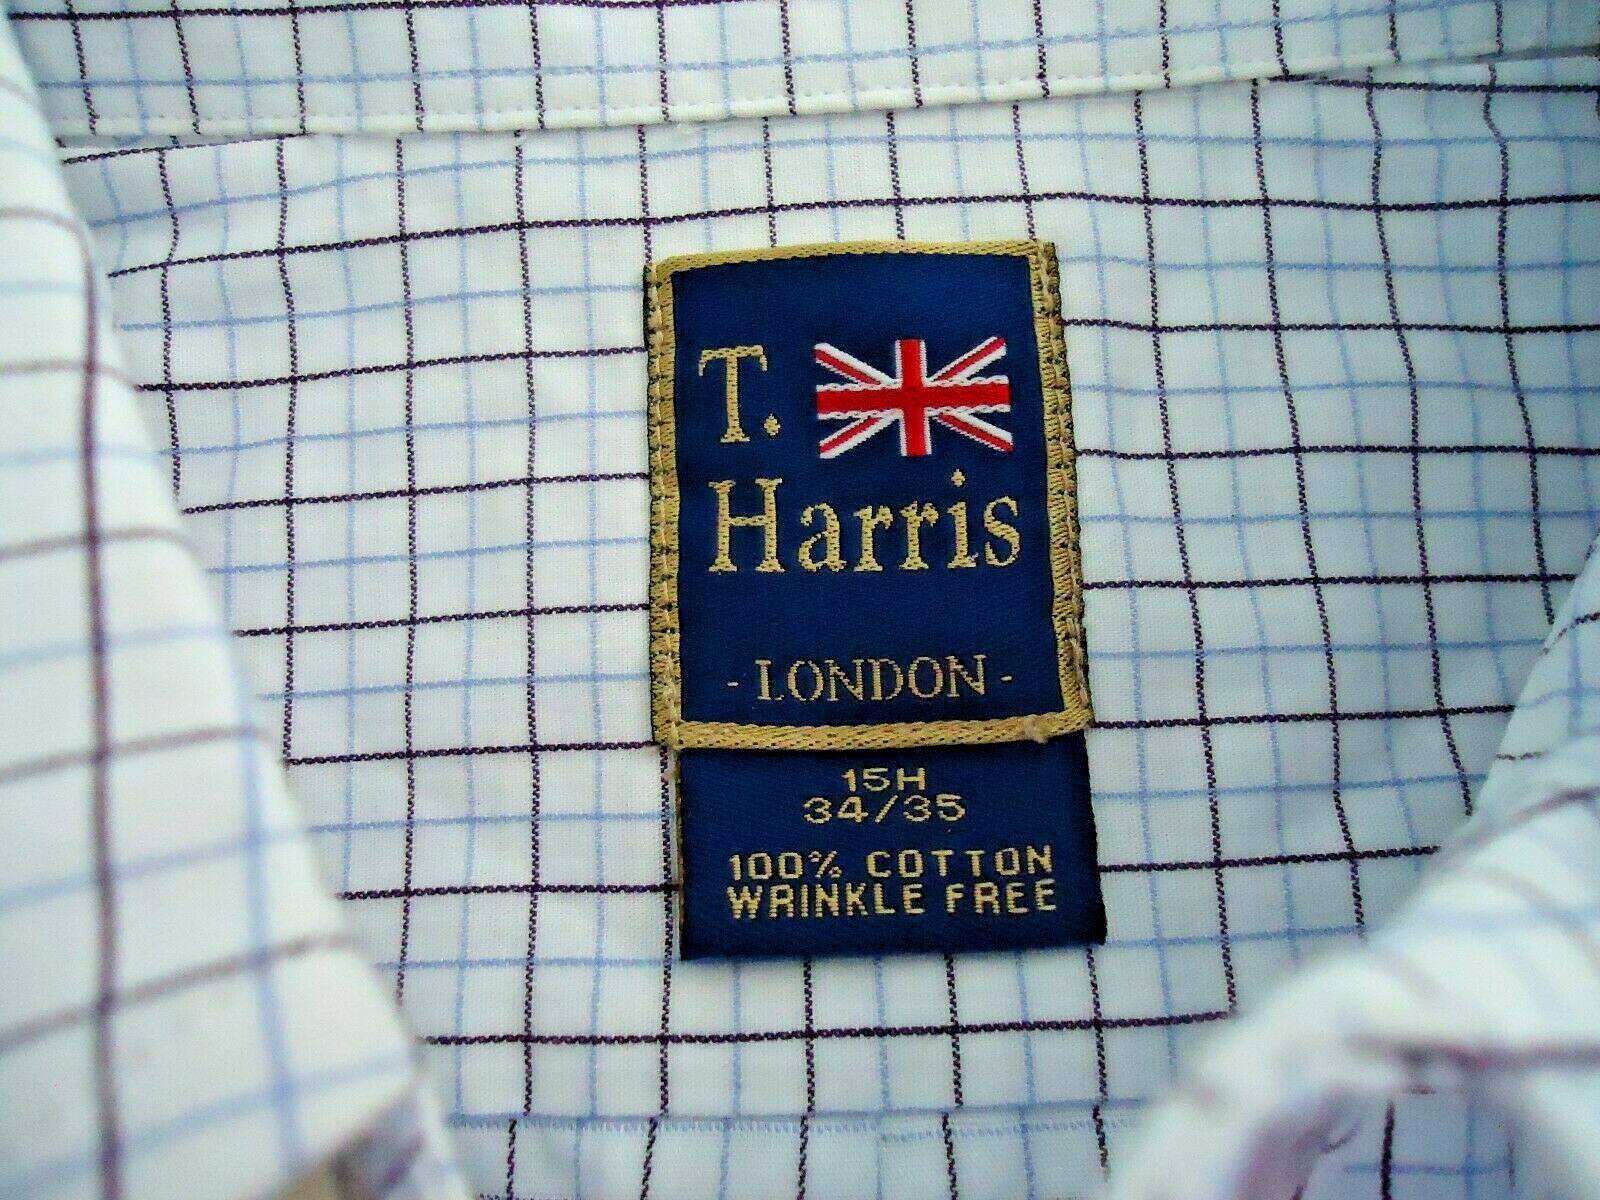 T.
Harris
- LONDON -
15H
34/35
100% COTTON
WRINKLE FREE